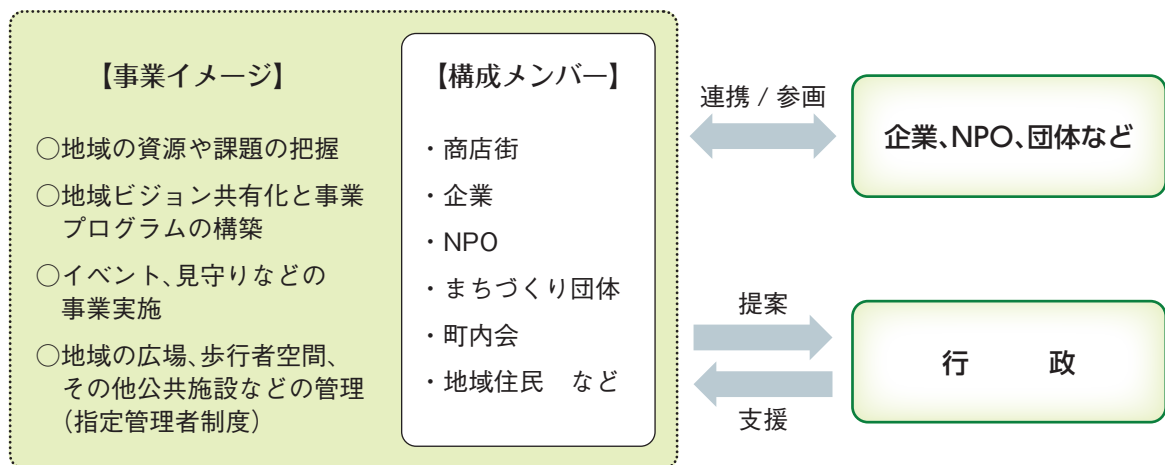 【事業イメージ】
○地域の資源や課題の把握
○地域ビジョン共有化と事業
プログラムの構築
○イベント、見守りなどの
事業実施
○地域の広場、歩行者空間、
その他公共施設などの管理
(指定管理者制度)
【構成メンバー】
・商店街
・企業
・NPO
・まちづくり団体
・町内会
・地域住民　など
連携 / 参画
企業、NPO、団体など
提案
支援
行　　政